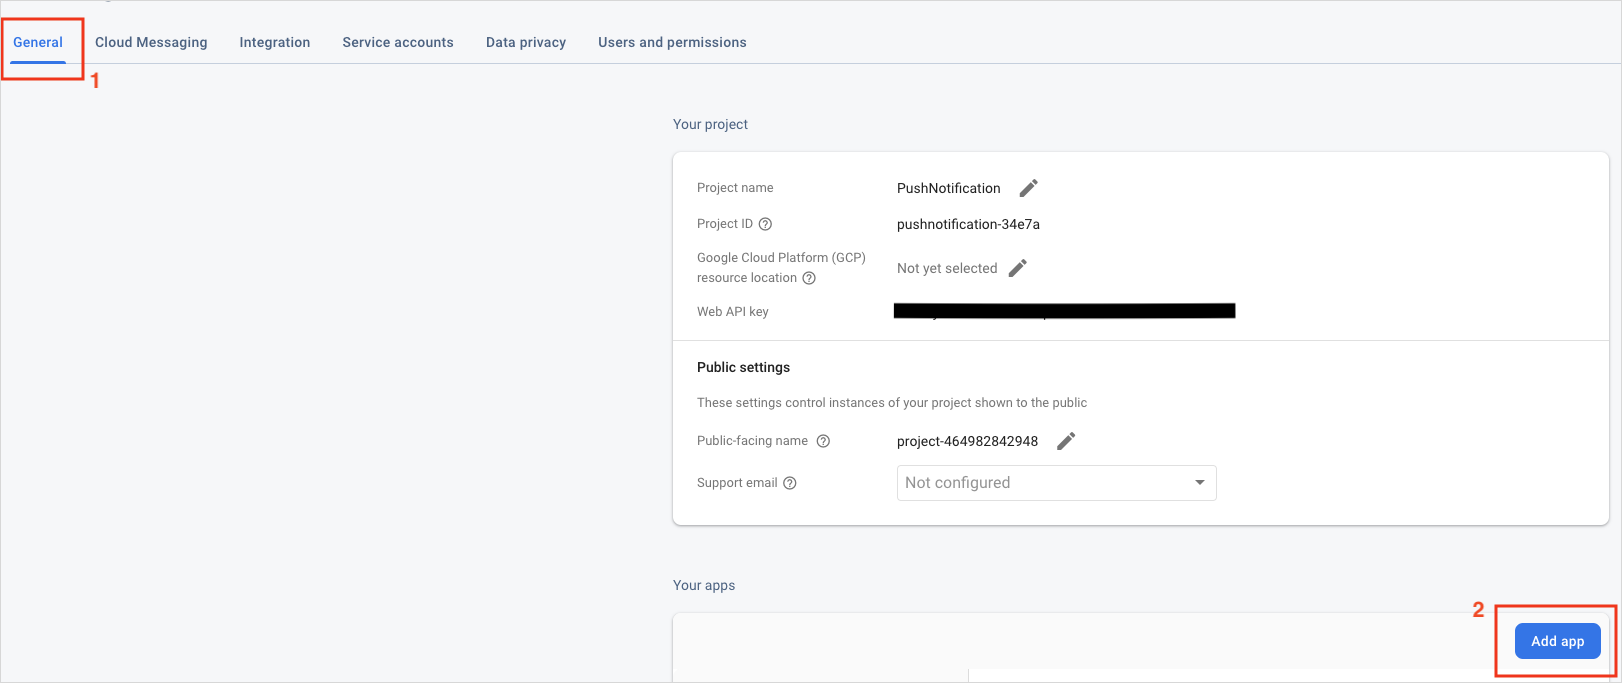 General Cloud Messaging Integration Service accounts Data privacy Users and permissions
1
Your project
Project name PushNotification
Project ID pushnotification-34e7a
Google Cloud Platform (GCP)
resource location Not yet selected
Web API key
Public settings
These settings control instances of your project shown to the public
Public-facing name project-464982842948
Support email Not configured
Your apps
2
Add app